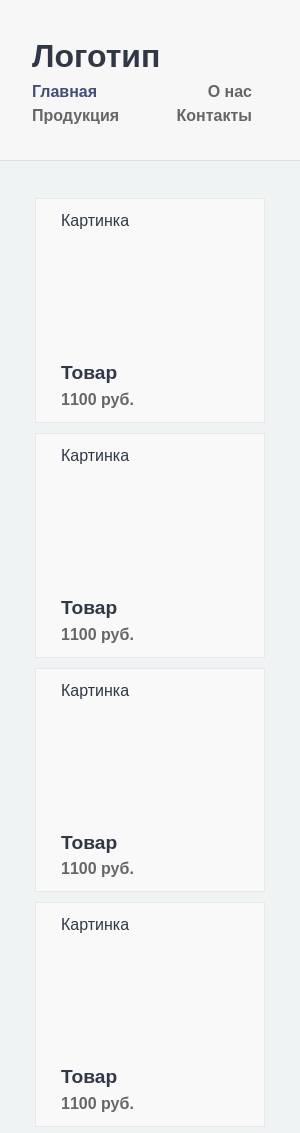 Логотип
Главная О нас
Продукция Контакты
Картинка
Товар
1100 руб.
Картинка
Товар
1100 руб.
Картинка
Товар
1100 руб.
Картинка
Товар
1100 руб.